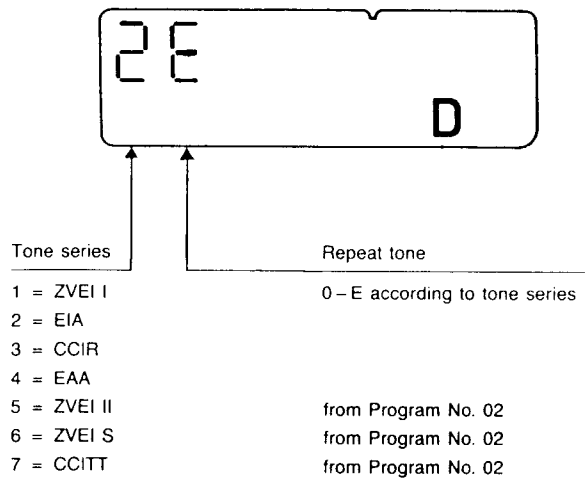 2E
D
Tone series Repeat tone
1 = ZVEI I 0 – E according to tone series
2 = EIA
3 = CCIR
4 = EAA
5 = ZVEI II from Program No. 02
6 = ZVEI S from Program No. 02
7 = CCITT from Program No. 02